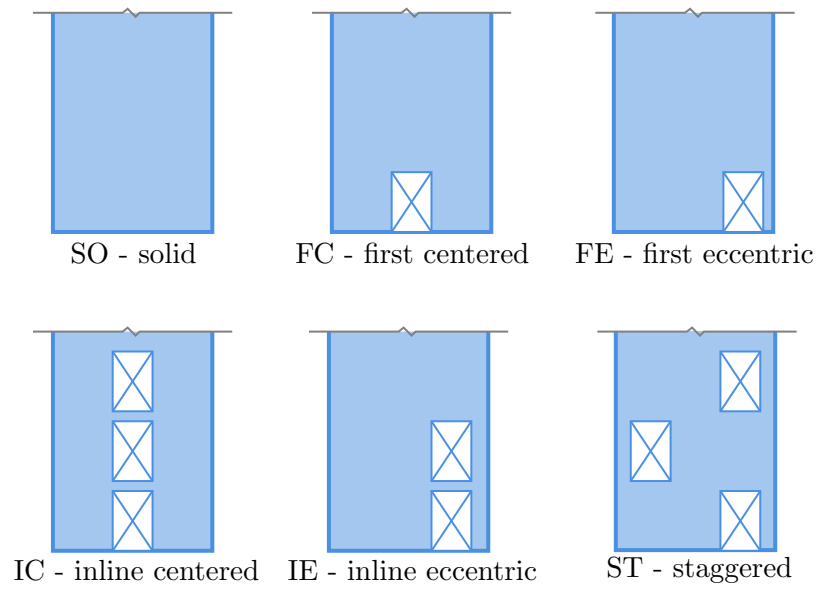 SO - solid
FC - first centered
FE - first eccentric
IC - inline centered
IE - inline eccentric
ST - staggered